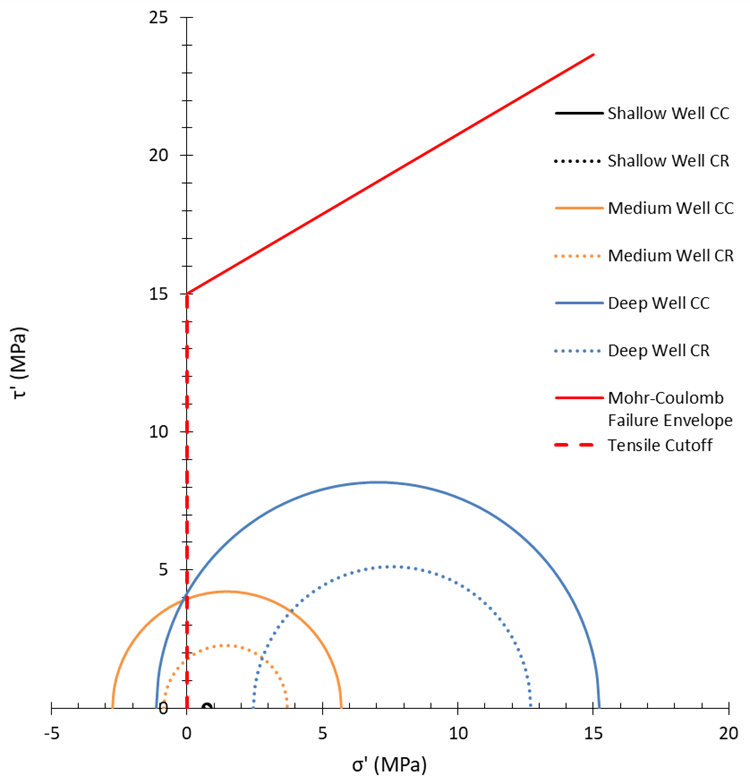 25
20
15
10
5
0
-5
0
5
10
15
20
τ' (MPa)
σ' (MPa)
Shallow Well CC
Shallow Well CR
Medium Well CC
Medium Well CR
Deep Well CC
Deep Well CR
Mohr-Coulomb
Failure Envelope
Tensile Cutoff